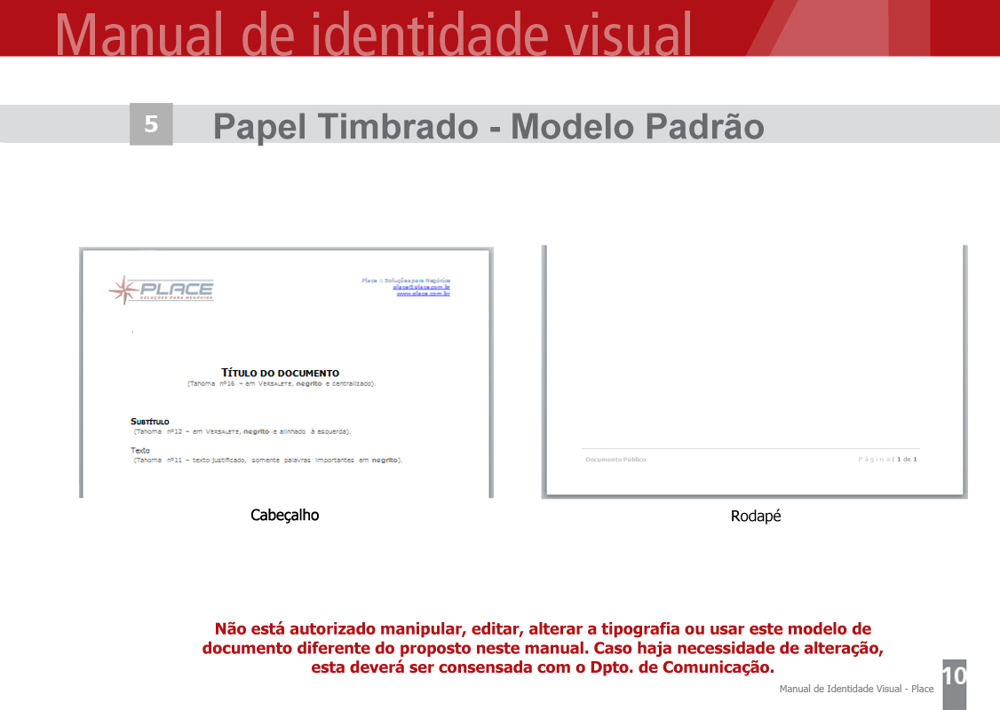 Manual de identidade visual
5
Papel Timbrado - Modelo Padrão
PLACE
SOLUÇÕES PARA NEGÓCIOS
Place :: Soluções para Negócios
place@place.com.br
www.place.com.br
TÍTULO DO DOCUMENTO
(Tahoma nº16 – em VERSALETE, negrito e centralizado).
SUBTÍTULO
(Tahoma nº12 – em VERSALETE, negrito e alinhado à esquerda).
Texto
(Tahoma nº11 – texto justificado, somente palavras importantes em negrito).
Cabeçalho
Documento Público
Página | 1 de 1
Rodapé
Não está autorizado manipular, editar, alterar a tipografia ou usar este modelo de
documento diferente do proposto neste manual. Caso haja necessidade de alteração,
esta deverá ser consensada com o Dpto. de Comunicação.
Manual de Identidade Visual - Place
10